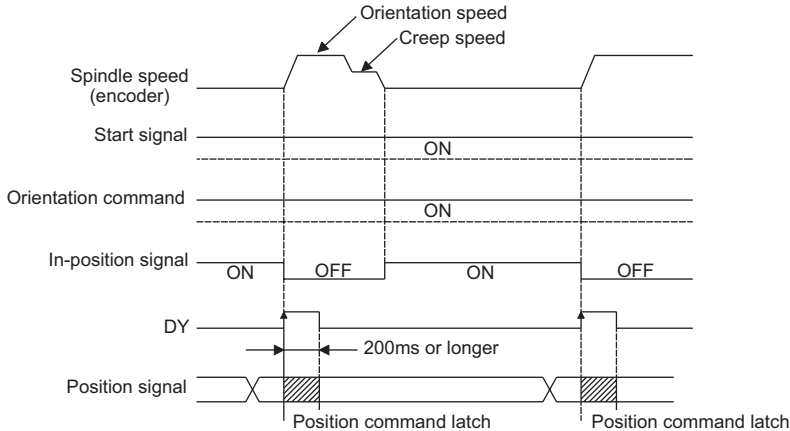 Orientation speed
Creep speed
Spindle speed
(encoder)
Start signal
ON
Orientation command
ON
In-position signal
ON
OFF
ON
OFF
DY
200ms or longer
Position signal
Position command latch
Position command latch